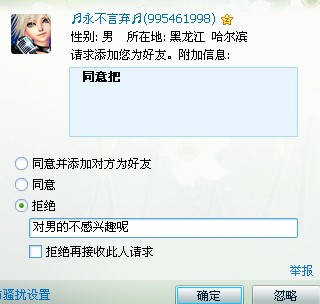 ♬永不言弃♬(995461998)
性别: 男 所在地: 黑龙江 哈尔滨
请求添加您为好友。附加信息:
同意把
同意并添加对方为好友
同意
拒绝
对男的不感兴趣呢
拒绝再接收此人请求
举报
骚扰设置
确定
忽略